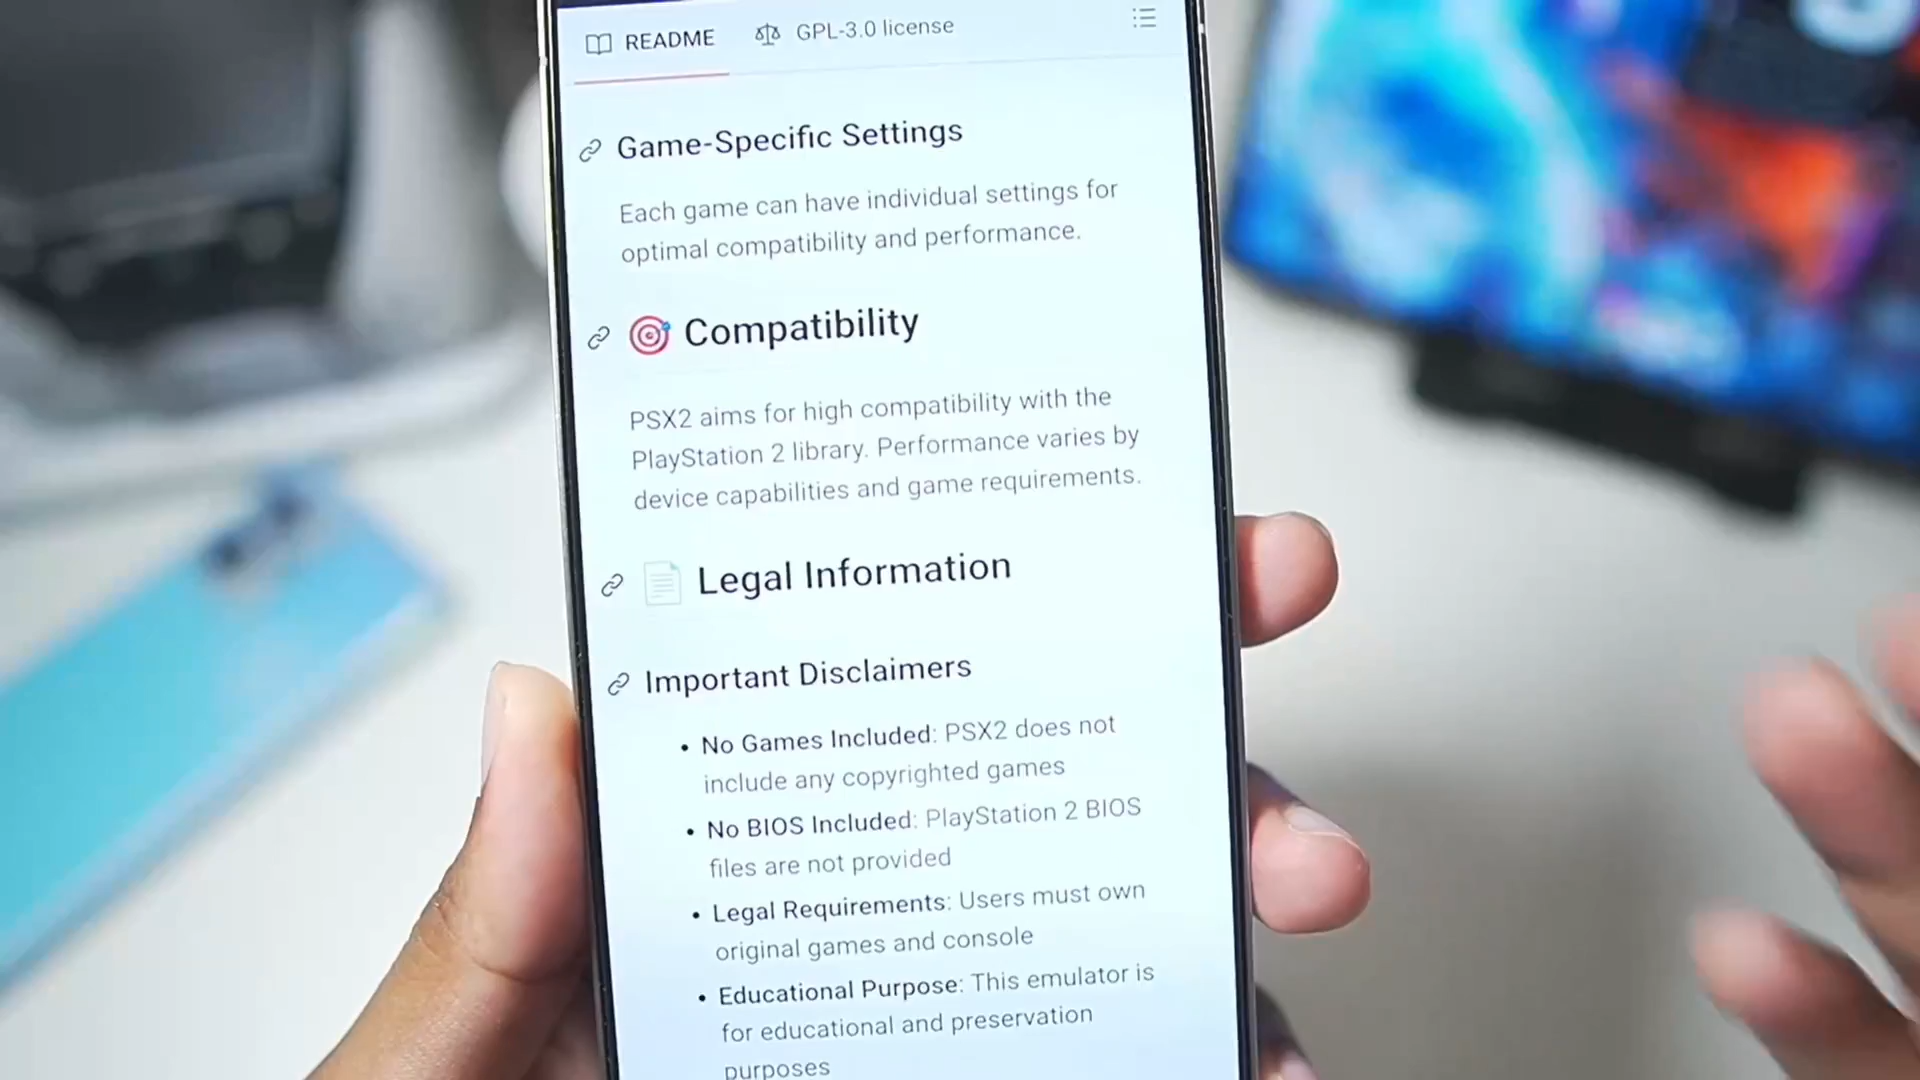 README GPL-3.0 license
Game-Specific Settings
Each game can have individual settings for
optimal compatibility and performance.
Compatibility
PSX2 aims for high compatibility with the
PlayStation 2 library. Performance varies by
device capabilities and game requirements.
Legal Information
Important Disclaimers
• No Games Included: PSX2 does not
include any copyrighted games
• No BIOS Included: PlayStation 2 BIOS
files are not provided
• Legal Requirements: Users must own
original games and console
• Educational Purpose: This emulator is
for educational and preservation
purposes